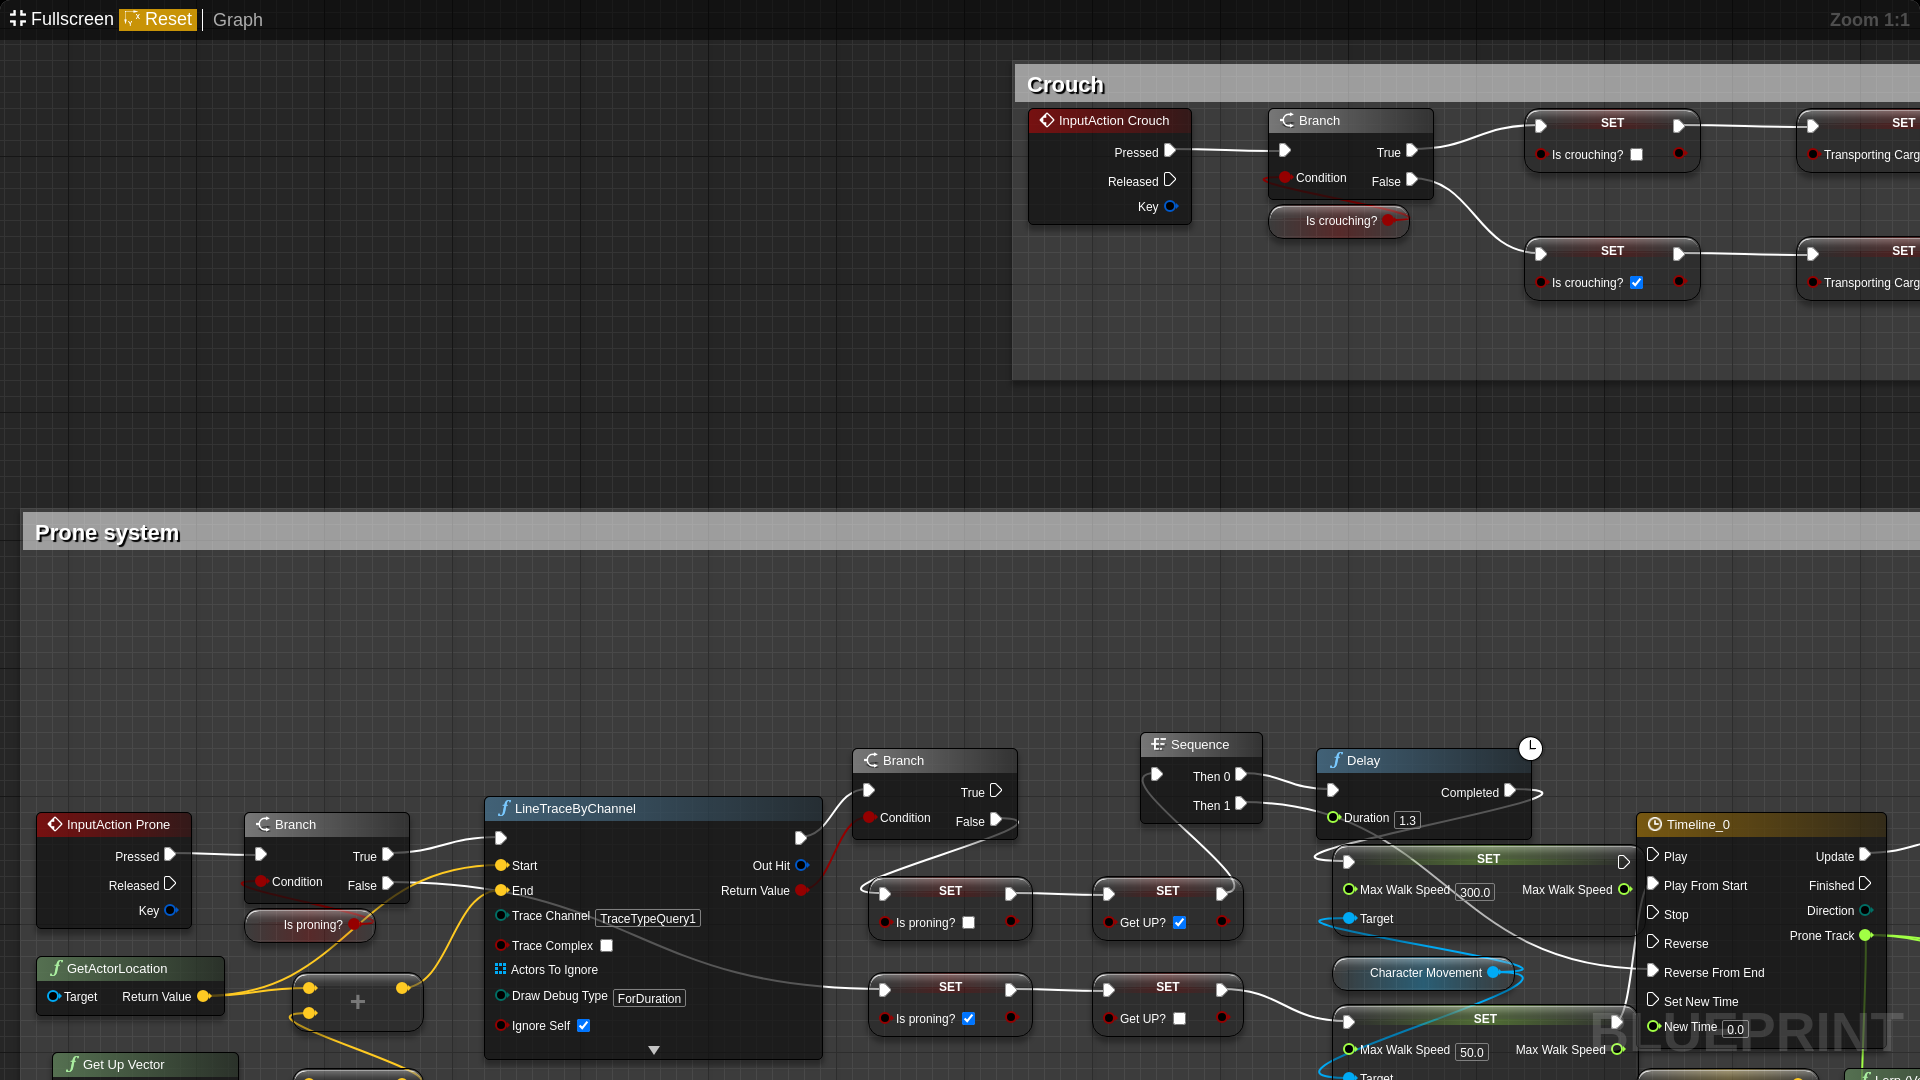 Fullscreen Reset Graph Zoom 1:1
Crouch
InputAction Crouch
Pressed
Released
Key
Branch
True
Condition
False
Is crouching?
SET
Is crouching?
SET
Transporting Carg
SET
Is crouching?
SET
Transporting Carg
Prone system
InputAction Prone
Pressed
Released
Key
Branch
True
Condition
False
Is proning?
GetActorLocation
Target Return Value
+
Get Up Vector
LineTraceByChannel
Start
Out Hit
End
Return Value
Trace Channel TraceTypeQuery1
Trace Complex
Actors To Ignore
Draw Debug Type ForDuration
Ignore Self
Branch
True
Condition
False
SET
Is proning?
SET
Get UP?
SET
Is proning?
SET
Get UP?
Sequence
Then 0
Then 1
Delay
Completed
Duration 1.3
SET
Max Walk Speed 300.0 Max Walk Speed
Target
Character Movement
SET
Max Walk Speed 50.0 Max Walk Speed
Target
Timeline_0
Play Update
Play From Start Finished
Stop Direction
Reverse Prone Track
Reverse From End
Set New Time
New Time 0.0
BLUEPRINT